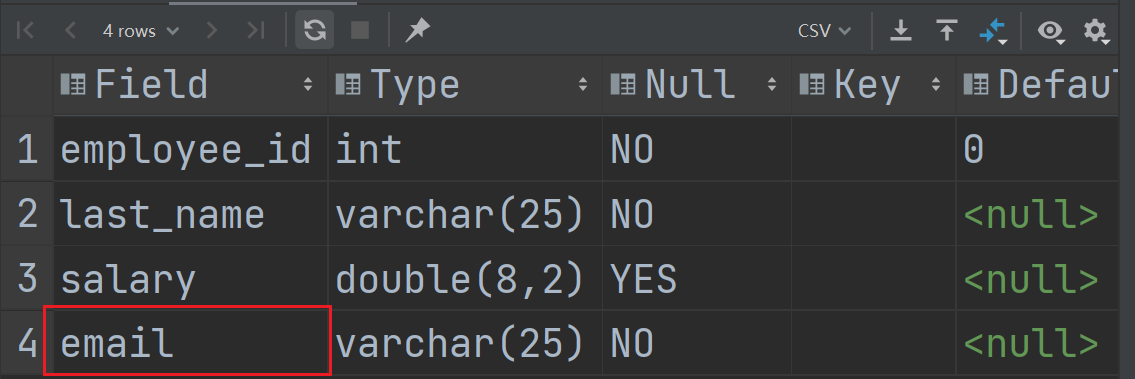 4 rows CSV
Field Type Null Key Defau
1 employee_id int NO 0
2 last_name varchar(25) NO <null>
3 salary double(8,2) YES <null>
4 email varchar(25) NO <null>